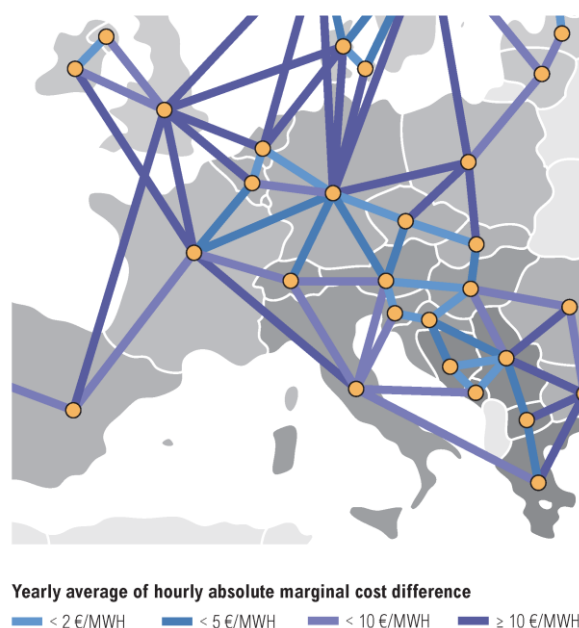 Yearly average of hourly absolute marginal cost difference
< 2 €/MWH < 5 €/MWH < 10 €/MWH ≥ 10 €/MWH